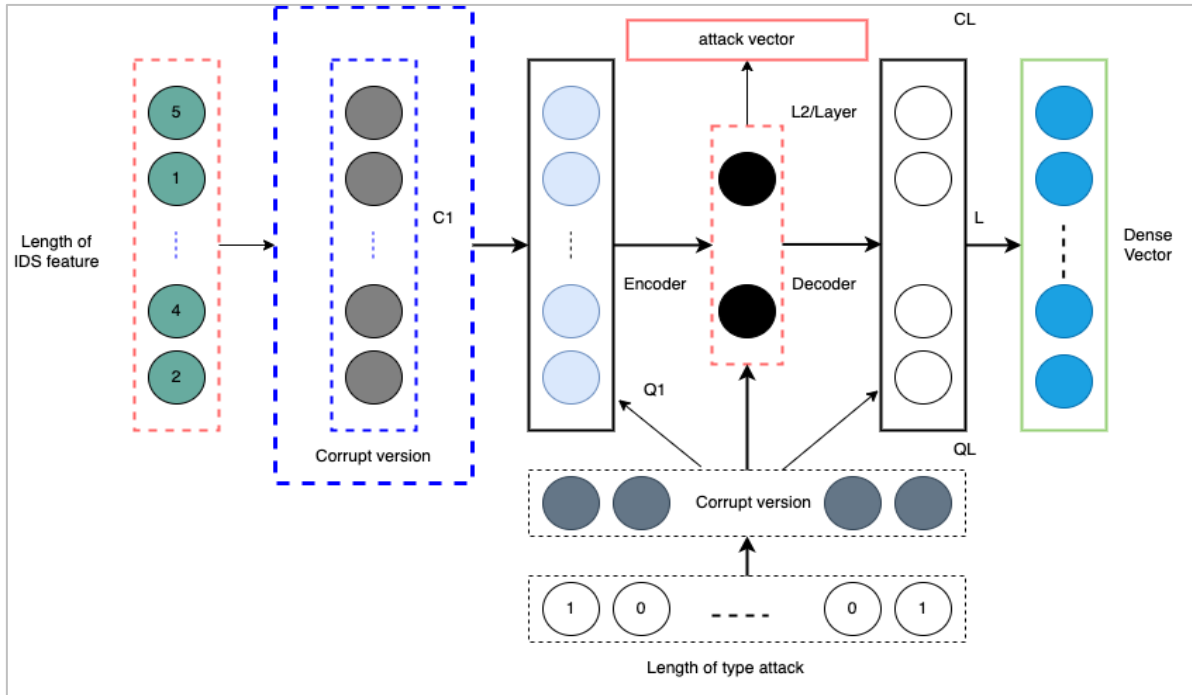 CL
attack vector
5
L2/Layer
1
C1
L
Length of
IDS feature
Dense
Vector
Encoder
Decoder
4
2
Q1
Corrupt version
QL
Corrupt version
1
0
0
1
Length of type attack